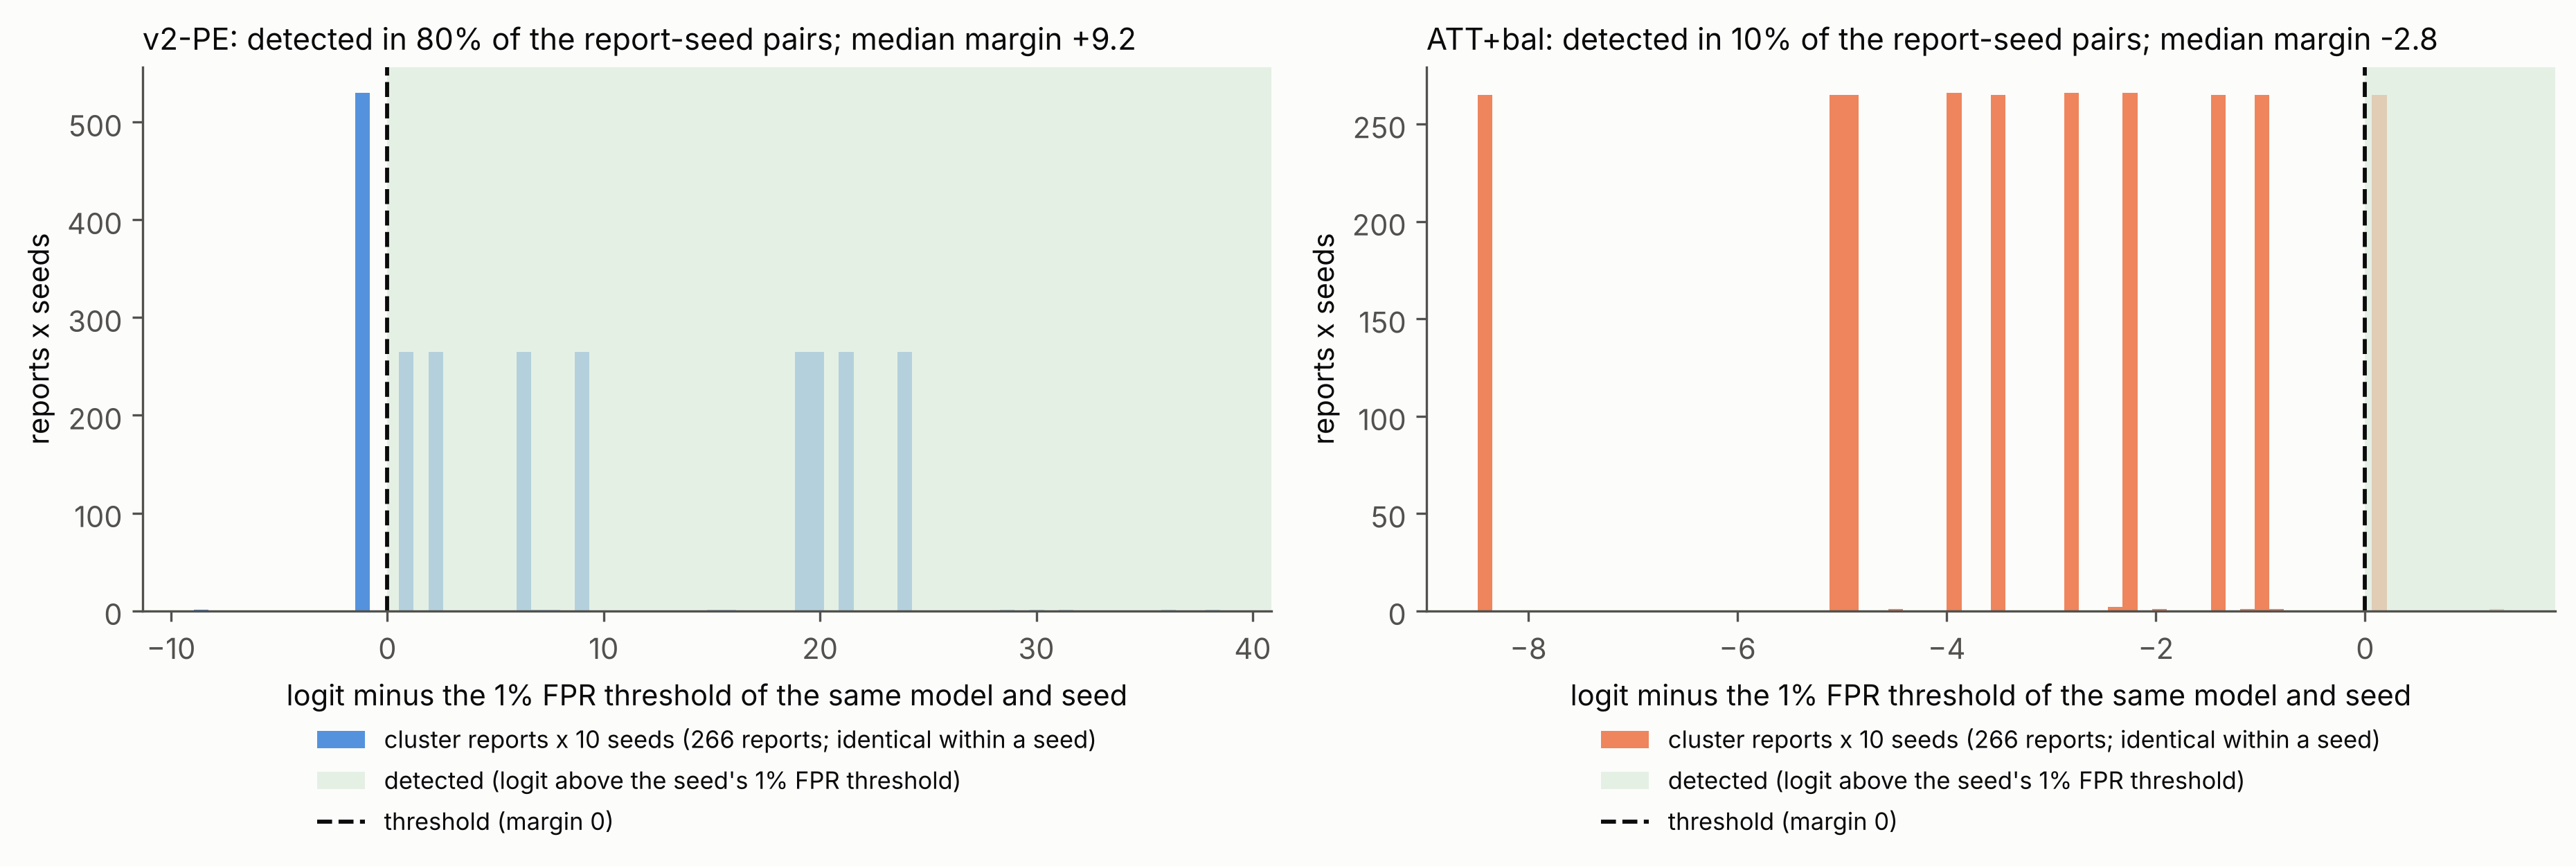 v2-PE: detected in 80% of the report-seed pairs; median margin +9.2
reports x seeds
500
400
300
200
100
0
−10
0
10
20
30
40
logit minus the 1% FPR threshold of the same model and seed
cluster reports x 10 seeds (266 reports; identical within a seed)
detected (logit above the seed's 1% FPR threshold)
threshold (margin 0)
ATT+bal: detected in 10% of the report-seed pairs; median margin -2.8
reports x seeds
250
200
150
100
50
0
−8
−6
−4
−2
0
logit minus the 1% FPR threshold of the same model and seed
cluster reports x 10 seeds (266 reports; identical within a seed)
detected (logit above the seed's 1% FPR threshold)
threshold (margin 0)